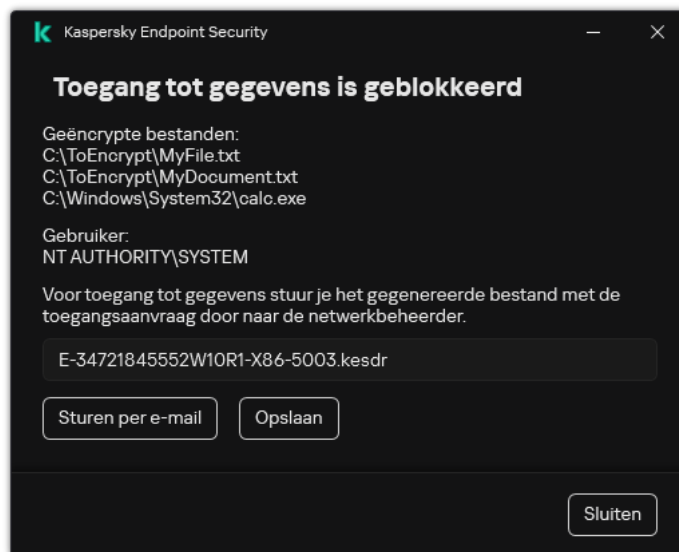 Kaspersky Endpoint Security
Toegang tot gegevens is geblokkeerd
Geëncrypte bestanden:
C:\ToEncrypt\MyFile.txt
C:\ToEncrypt\MyDocument.txt
C:\Windows\System32\calc.exe
Gebruiker:
NT AUTHORITY\SYSTEM
Voor toegang tot gegevens stuur je het gegenereerde bestand met de
toegangsaanvraag door naar de netwerkbeheerder.
E-34721845552W10R1-X86-5003.kesdr
Sturen per e-mail
Opslaan
Sluiten